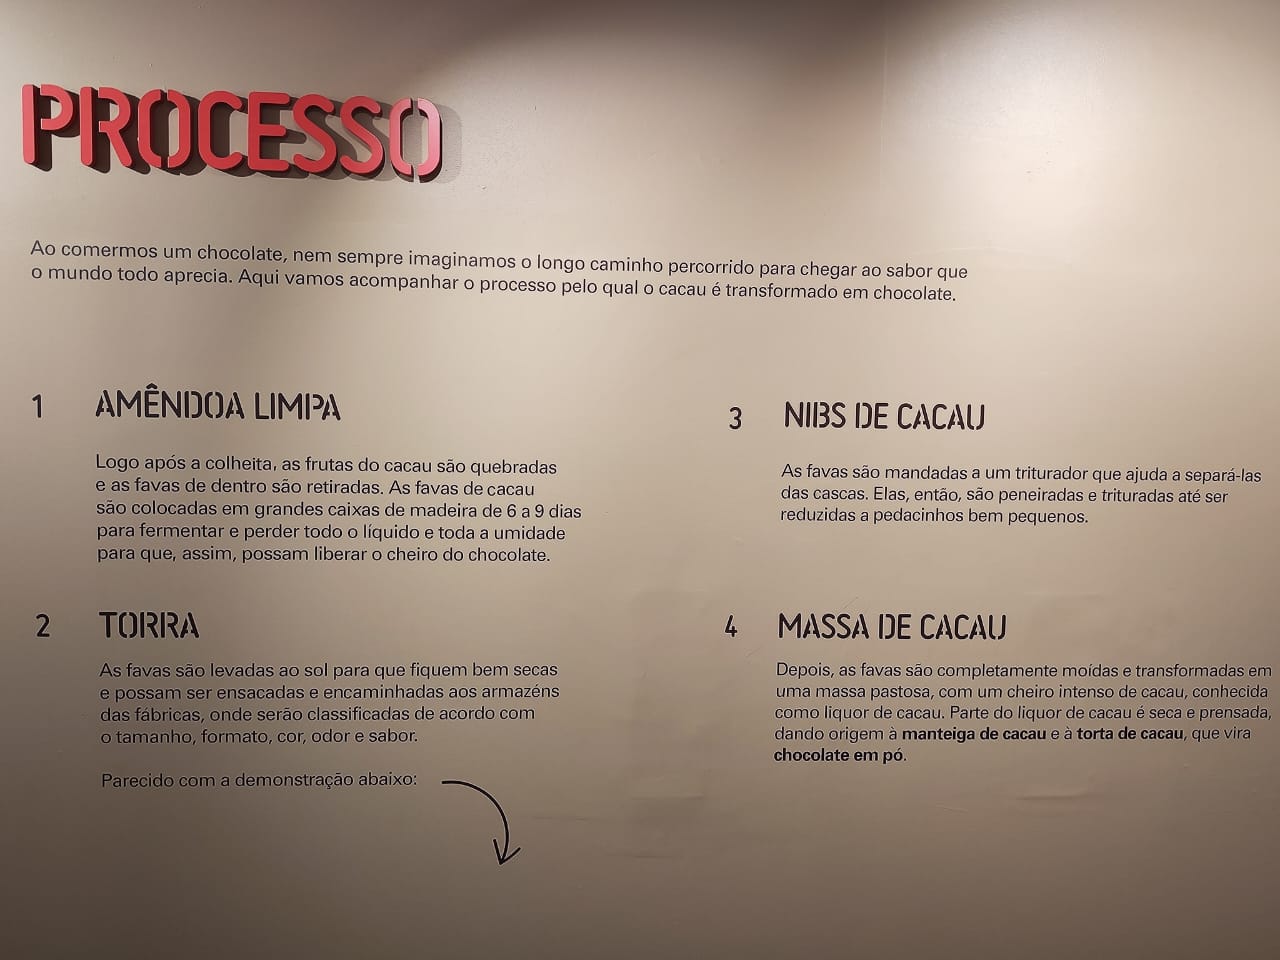 PROCESSO
Ao comermos um chocolate, nem sempre imaginamos o longo caminho percorrido para chegar ao sabor que
o mundo todo aprecia. Aqui vamos acompanhar o processo pelo qual o cacau é transformado em chocolate.
1 AMÊNDOA LIMPA
Logo após a colheita, as frutas do cacau são quebradas
e as favas de dentro são retiradas. As favas de cacau
são colocadas em grandes caixas de madeira de 6 a 9 dias
para fermentar e perder todo o líquido e toda a umidade
para que, assim, possam liberar o cheiro do chocolate.
2 TORRA
As favas são levadas ao sol para que fiquem bem secas
e possam ser ensacadas e encaminhadas aos armazéns
das fábricas, onde serão classificadas de acordo com
o tamanho, formato, cor, odor e sabor.
Parecido com a demonstração abaixo:
3 NIBS DE CACAU
As favas são mandadas a um triturador que ajuda a separá-las
das cascas. Elas, então, são peneiradas e trituradas até ser
reduzidas a pedacinhos bem pequenos.
4 MASSA DE CACAU
Depois, as favas são completamente moídas e transformadas em
uma massa pastosa, com um cheiro intenso de cacau, conhecida
como liquor de cacau. Parte do liquor de cacau é seca e prensada,
dando origem à manteiga de cacau e à torta de cacau, que vira
chocolate em pó.